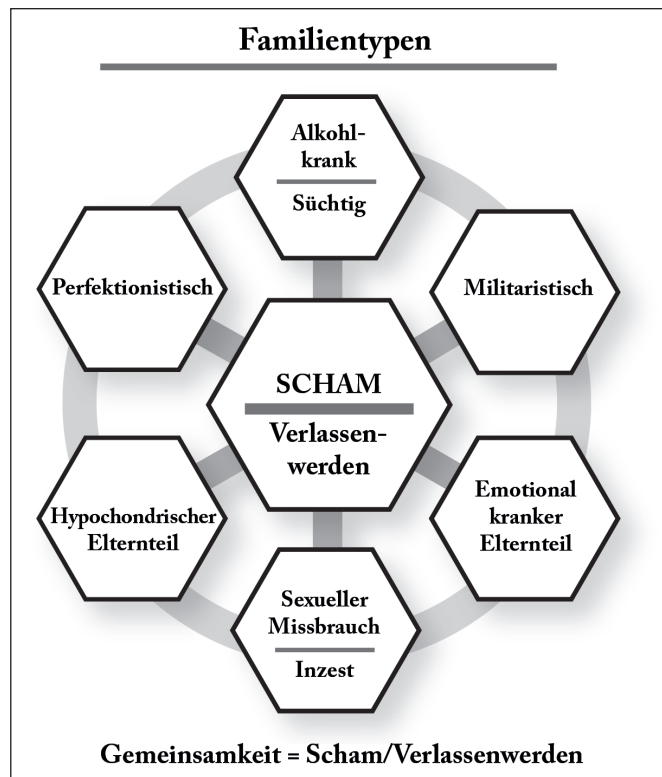 Familientypen
Alkohl-
krank
Süchtig
Perfektionistisch
Militaristisch
SCHAM
Verlassen-
werden
Hypochondrischer
Elternteil
Emotional
kranker
Elternteil
Sexueller
Missbrauch
Inzest
Gemeinsamkeit = Scham/Verlassenwerden